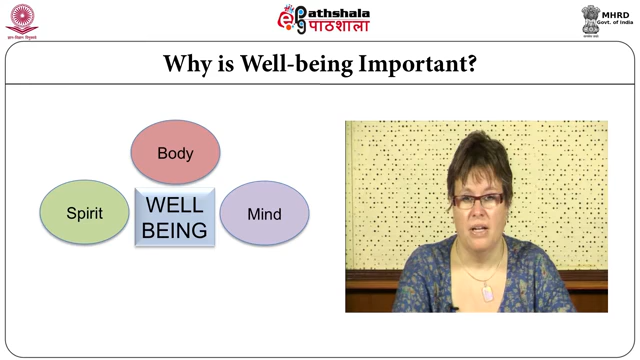 Pathshala
पाठशाला
MHRD
Govt. of India
Why is Well-being Important?
Body
Spirit
WELL
BEING
Mind